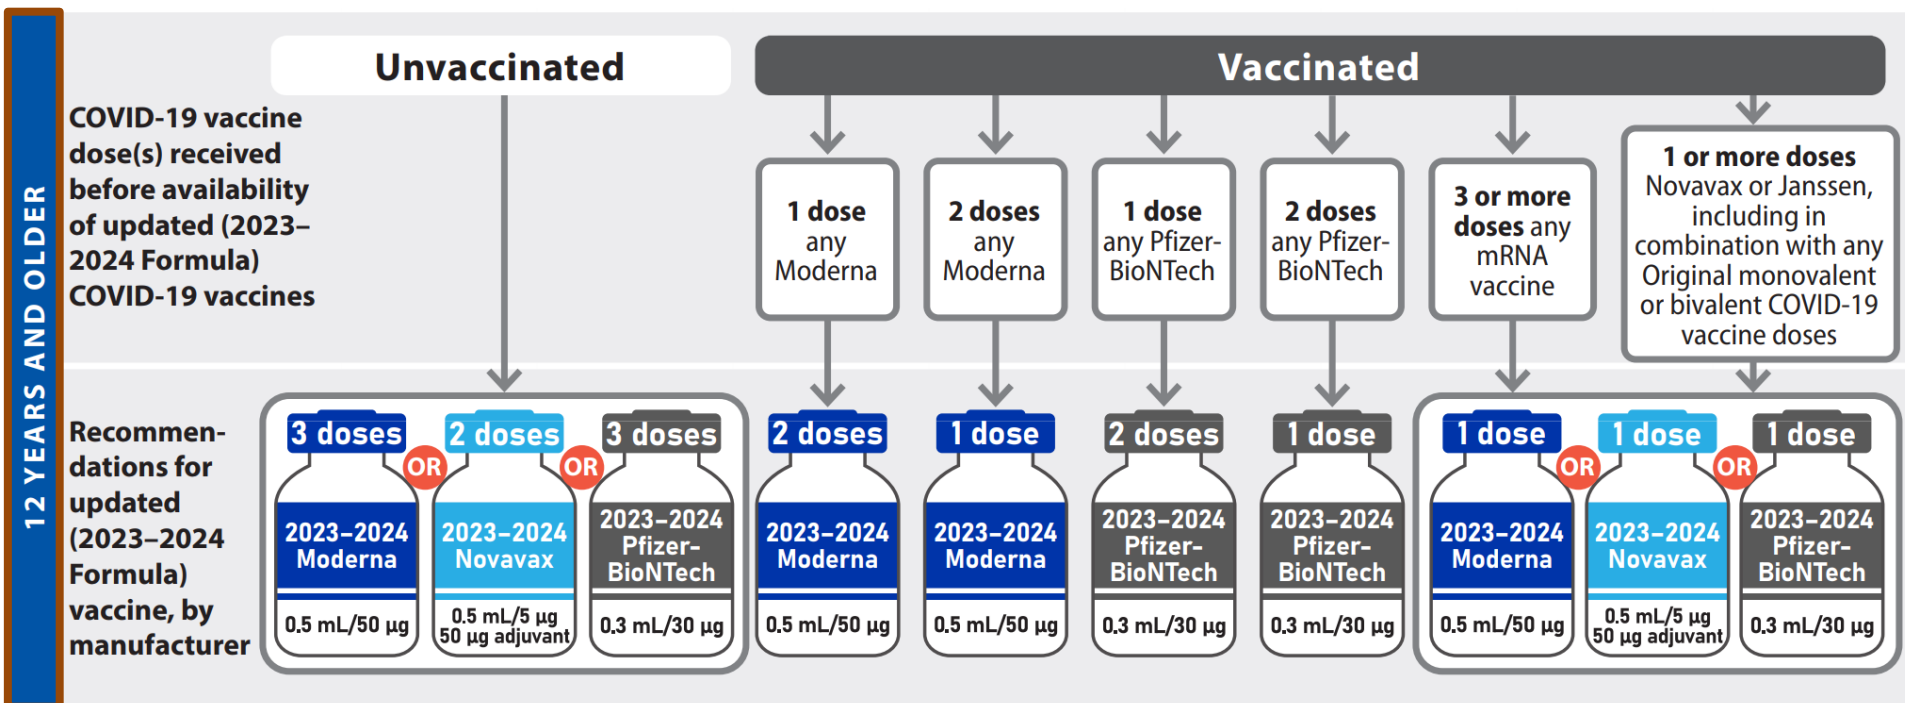 12 YEARS AND OLDER
Unvaccinated
Vaccinated
COVID-19 vaccine
dose(s) received
before availability
of updated (2023–
2024 Formula)
COVID-19 vaccines
1 dose
any
Moderna
2 doses
any
Moderna
1 dose
any Pfizer-
BioNTech
2 doses
any Pfizer-
BioNTech
3 or more
doses any
mRNA
vaccine
1 or more doses
Novavax or Janssen,
including in
combination with any
Original monovalent
or bivalent COVID-19
vaccine doses
Recommen-
dations for
updated
(2023–2024
Formula)
vaccine, by
manufacturer
3 doses
2023–2024
Moderna
0.5 mL/50 µg
OR
2 doses
2023–2024
Novavax
0.5 mL/5 µg
50 µg adjuvant
OR
3 doses
2023–2024
Pfizer–
BioNTech
0.3 mL/30 µg
2 doses
2023–2024
Moderna
0.5 mL/50 µg
1 dose
2023–2024
Moderna
0.5 mL/50 µg
2 doses
2023–2024
Pfizer–
BioNTech
0.3 mL/30 µg
1 dose
2023–2024
Pfizer–
BioNTech
0.3 mL/30 µg
1 dose
2023–2024
Moderna
0.5 mL/50 µg
OR
1 dose
2023–2024
Novavax
0.5 mL/5 µg
50 µg adjuvant
OR
1 dose
2023–2024
Pfizer–
BioNTech
0.3 mL/30 µg